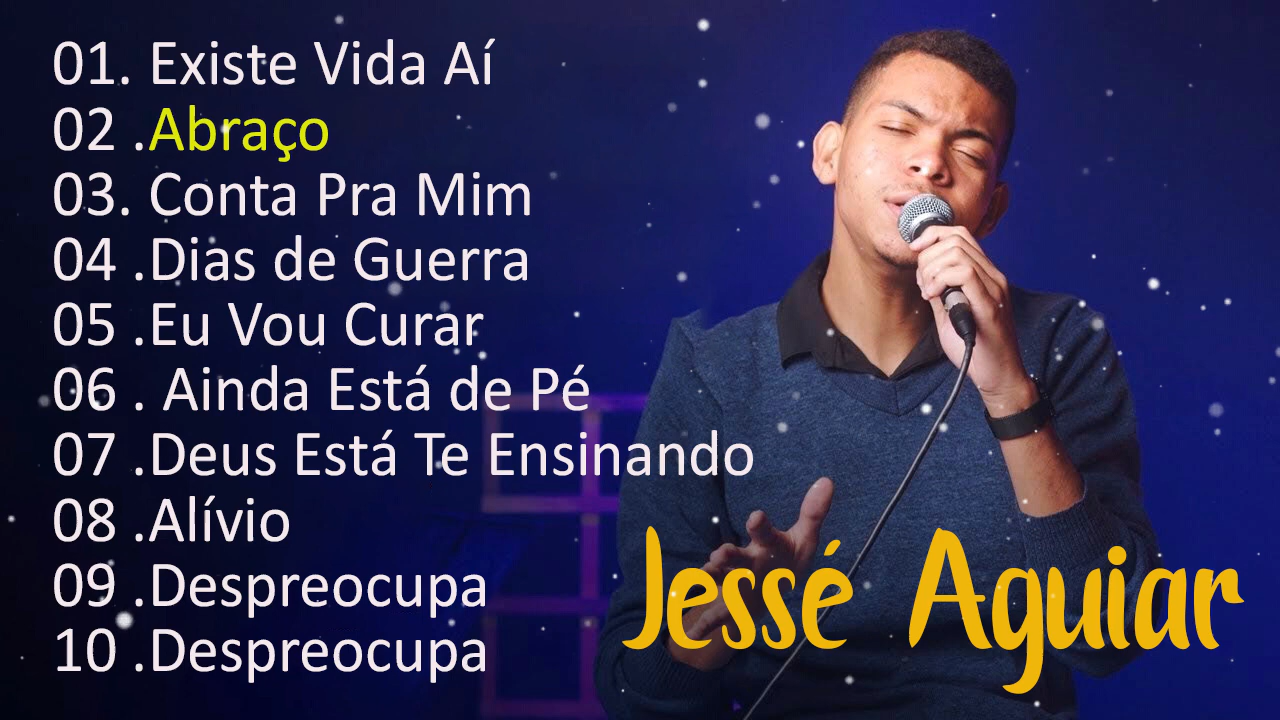 01. Existe Vida Aí
02 .Abraço
03. Conta Pra Mim
04 .Dias de Guerra
05 .Eu Vou Curar
06 . Ainda Está de Pé
07 .Deus Está Te Ensinando
08 .Alívio
09 .Despreocupa
10 .Despreocupa
Jessé Aguiar